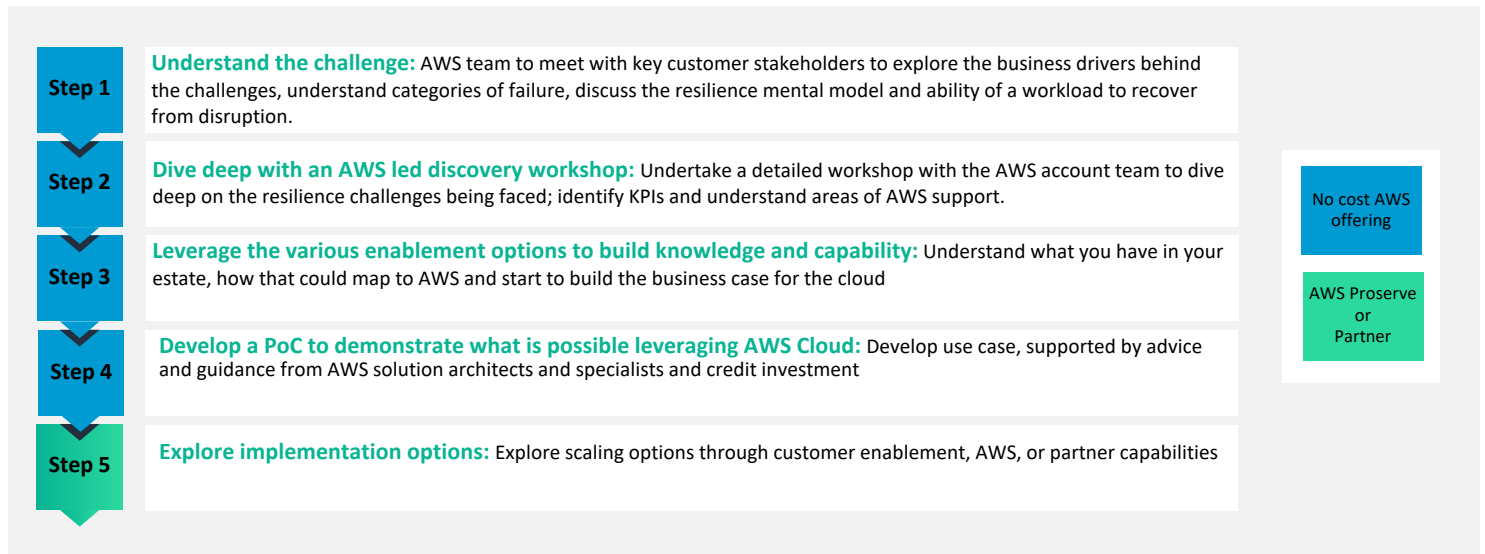 Step 1
Understand the challenge: AWS team to meet with key customer stakeholders to explore the business drivers behind
the challenges, understand categories of failure, discuss the resilience mental model and ability of a workload to recover
from disruption.
Step 2
Dive deep with an AWS led discovery workshop: Undertake a detailed workshop with the AWS account team to dive
deep on the resilience challenges being faced; identify KPIs and understand areas of AWS support.
Step 3
Leverage the various enablement options to build knowledge and capability: Understand what you have in your
estate, how that could map to AWS and start to build the business case for the cloud
Step 4
Develop a PoC to demonstrate what is possible leveraging AWS Cloud: Develop use case, supported by advice
and guidance from AWS solution architects and specialists and credit investment
Step 5
Explore implementation options: Explore scaling options through customer enablement, AWS, or partner capabilities
No cost AWS
offering
AWS Proserve
or
Partner